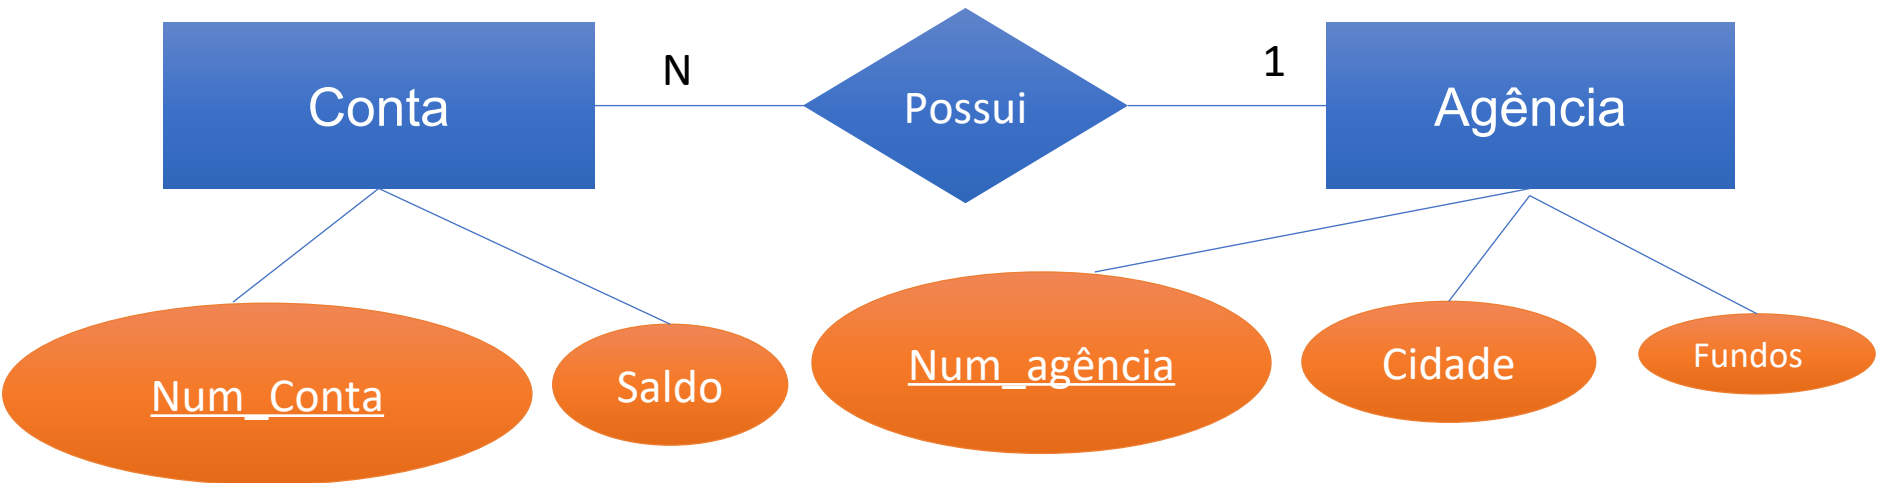 Conta
N
Possui
1
Agência
Num_Conta
Saldo
Num_agência
Cidade
Fundos